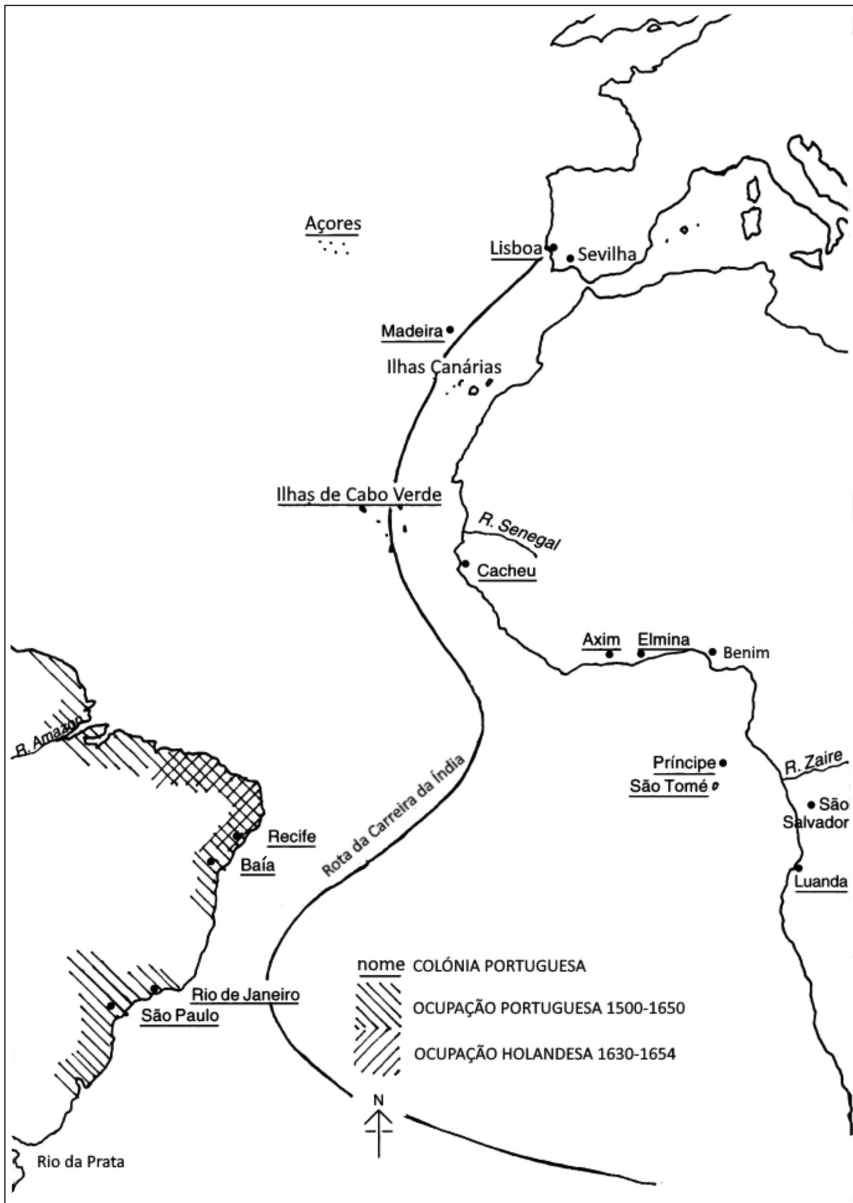 Açores
Lisboa
Sevilha
Madeira
Ilhas Canárias
Ilhas de Cabo Verde
R. Senegal
Cacheu
Axim
Elmina
Benim
R. Amazon
Príncipe
R. Zaire
São Tomé
São
Salvador
Rota da Carreira da Índia
Recife
Baía
Luanda
nome COLÓNIA PORTUGUESA
Rio de Janeiro
São Paulo
OCUPAÇÃO PORTUGUESA 1500-1650
OCUPAÇÃO HOLANDESA 1630-1654
N
Rio da Prata